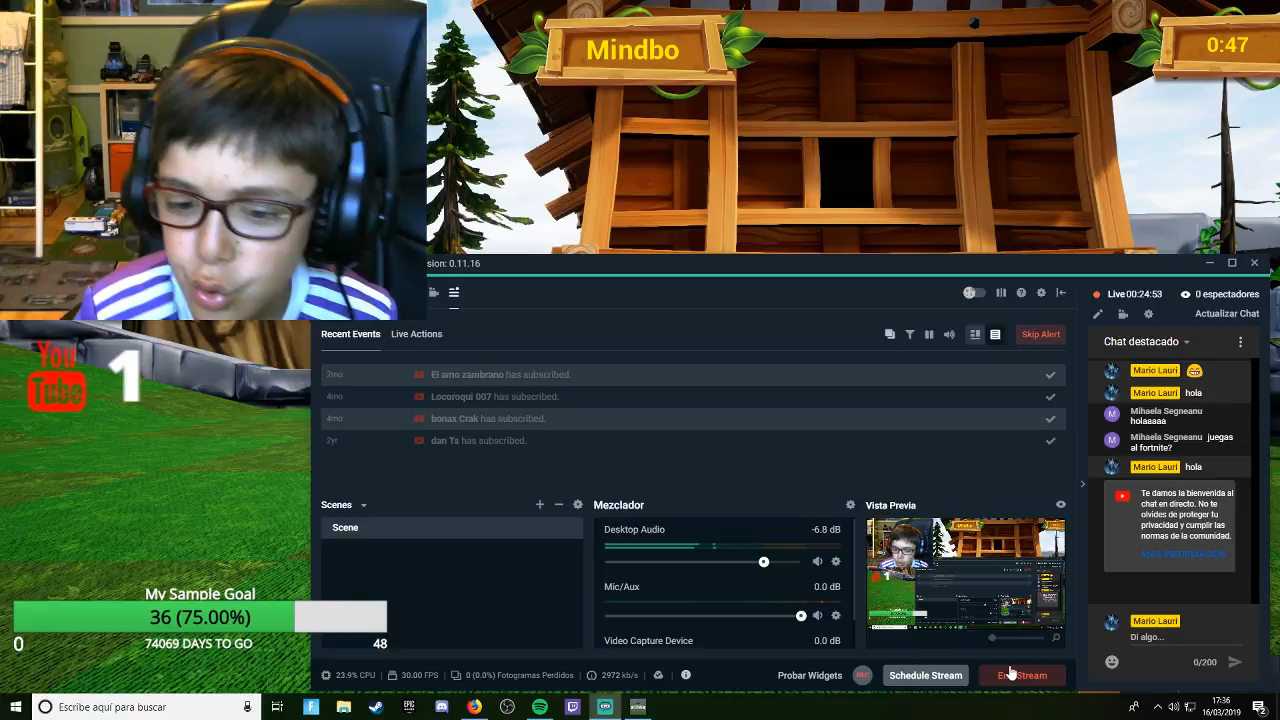 Mindbo
0:47
sion: 0.11.16
Live 00:24:53
0 espectadores
Actualizar Chat
Recent Events
Live Actions
Skip Alert
Chat destacado
Mario Lauri 😁
Mario Lauri hola
Mihaela Segneanu
holaaaaa
Mihaela Segneanu juegas
al fortnite?
Mario Lauri hola
Te damos la bienvenida al
chat en directo. No te
olvides de proteger tu
privacidad y cumplir las
normas de la comunidad.
MÁS INFORMACIÓN
2mo El amo zambrano has subscribed.
4mo Locoroqui 007 has subscribed.
4mo bonax Crak has subscribed.
2yr dan Ts has subscribed.
You
Tube
1
Scenes
Scene
Mezclador
Desktop Audio -6.8 dB
Mic/Aux 0.0 dB
Video Capture Device 0.0 dB
Vista Previa
My Sample Goal
36 (75.00%)
0
74069 DAYS TO GO
48
Mario Lauri
Di algo...
0/200
23.9% CPU
30.00 FPS
0 (0.0%) Fotogramas Perdidos
2972 kb/s
Probar Widgets
REC
Schedule Stream
End Stream
Escribe aquí para buscar
17:36
16/03/2019